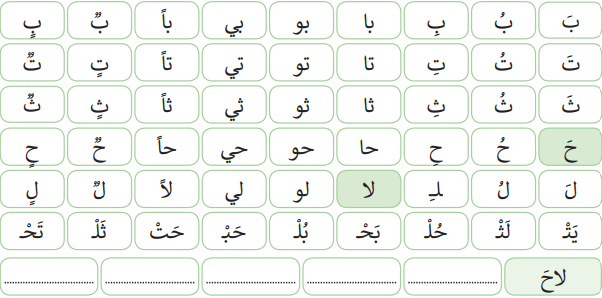 بَ بُ بِ با بو بي باً بٌ بٍ
تَ تُ تِ تا تو تي تاً تٍ تٌ
ثَ ثُ ثِ ثا ثو ثي ثاً ثٍ ثٌ
حَ حُ حِ حا حو حي حاً حٌ حٍ
لَ لُ لِـ لا لو لي لاً لٌ لٍ
يَتْـ لَثْـ حُلْـ بَحْـ بُلْـ حَبْـ حَتْ ثَلْـ تَحْـ
لاحَ